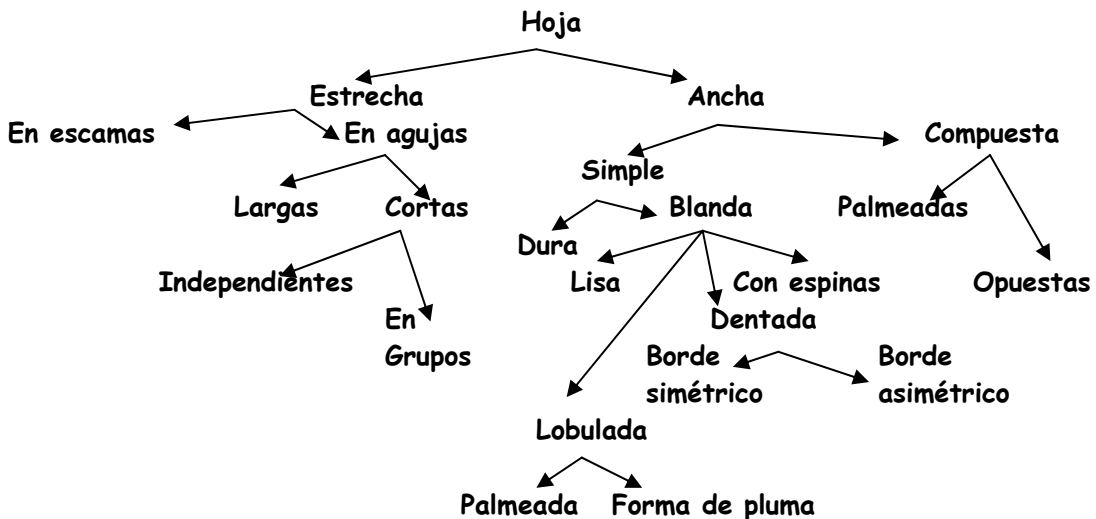 Hoja
Estrecha
Ancha
En escamas
En agujas
Compuesta
Simple
Largas
Cortas
Blanda
Palmeadas
Dura
Lisa
Con espinas
Independientes
Opuestas
En
Grupos
Dentada
Borde
simétrico
Borde
asimétrico
Lobulada
Palmeada
Forma de pluma